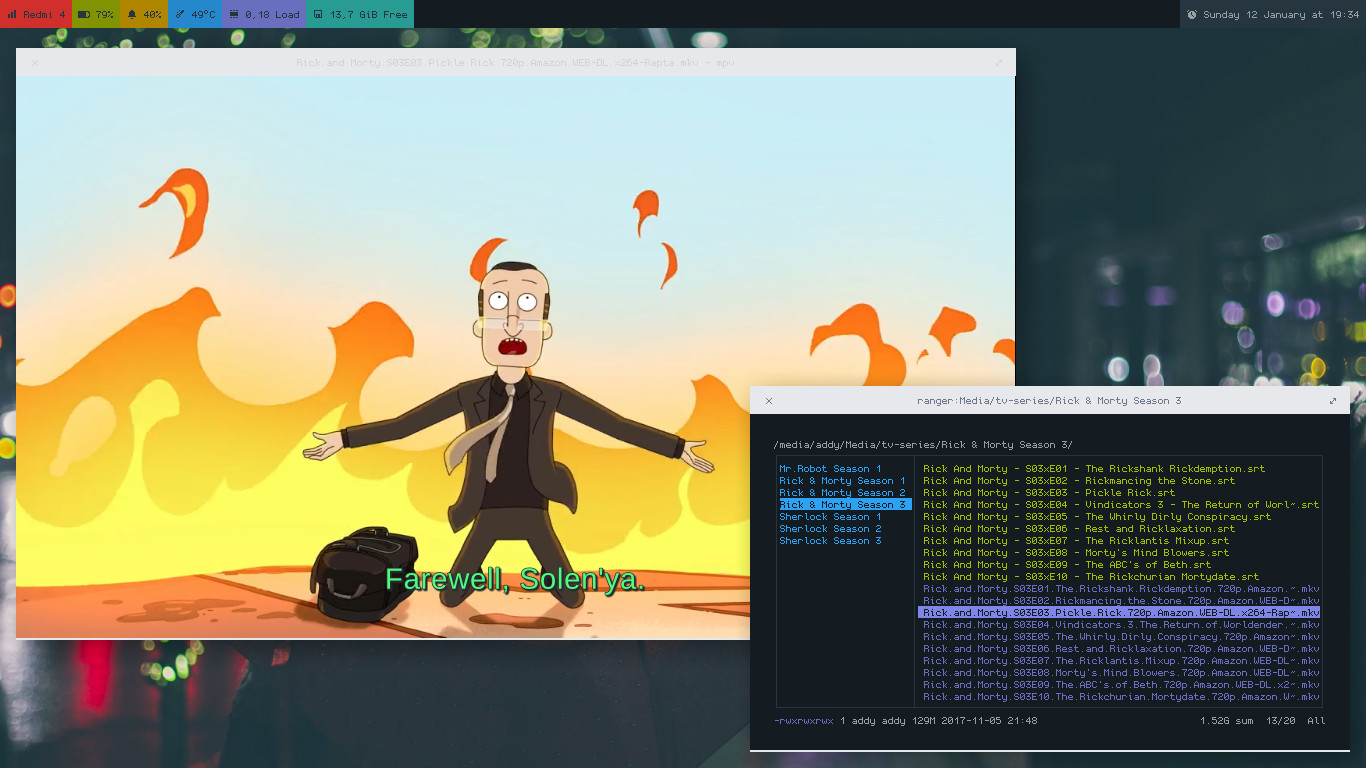 Redmi 4 79% 40% 49°C 0,18 Load 13,7 GiB Free Sunday 12 January at 19:34
Rick.and.Morty.S03E03.Pickle.Rick.720p.Amazon.WEB-DL.x264-Rapta.mkv - mpv
Farewell, Solen'ya.
ranger:Media/tv-series/Rick & Morty Season 3
/media/addy/Media/tv-series/Rick & Morty Season 3/
Mr.Robot Season 1
Rick & Morty Season 1
Rick & Morty Season 2
Rick & Morty Season 3
Sherlock Season 1
Sherlock Season 2
Sherlock Season 3
Rick And Morty - S03xE01 - The Rickshank Rickdemption.srt
Rick And Morty - S03xE02 - Rickmancing the Stone.srt
Rick And Morty - S03xE03 - Pickle Rick.srt
Rick And Morty - S03xE04 - Vindicators 3 - The Return of Worl~.srt
Rick And Morty - S03xE05 - The Whirly Dirly Conspiracy.srt
Rick And Morty - S03xE06 - Rest and Ricklaxation.srt
Rick And Morty - S03xE07 - The Ricklantis Mixup.srt
Rick And Morty - S03xE08 - Morty's Mind Blowers.srt
Rick And Morty - S03xE09 - The ABC's of Beth.srt
Rick And Morty - S03xE10 - The Rickchurian Mortydate.srt
Rick.and.Morty.S03E01.The.Rickshank.Rickdemption.720p.Amazon.~.mkv
Rick.and.Morty.S03E02.Rickmancing.the.Stone.720p.Amazon.WEB-D~.mkv
Rick.and.Morty.S03E03.Pickle.Rick.720p.Amazon.WEB-DL.x264-Rap~.mkv
Rick.and.Morty.S03E04.Vindicators.3.The.Return.of.Worldender.~.mkv
Rick.and.Morty.S03E05.The.Whirly.Dirly.Conspiracy.720p.Amazon~.mkv
Rick.and.Morty.S03E06.Rest.and.Ricklaxation.720p.Amazon.WEB-D~.mkv
Rick.and.Morty.S03E07.The.Ricklantis.Mixup.720p.Amazon.WEB-DL~.mkv
Rick.and.Morty.S03E08.Morty's.Mind.Blowers.720p.Amazon.WEB-DL~.mkv
Rick.and.Morty.S03E09.The.ABC's.of.Beth.720p.Amazon.WEB-DL.x2~.mkv
Rick.and.Morty.S03E10.The.Rickchurian.Mortydate.720p.Amazon.W~.mkv
-rwxrwxrwx 1 addy addy 129M 2017-11-05 21:48 1.52G sum 13/20 All